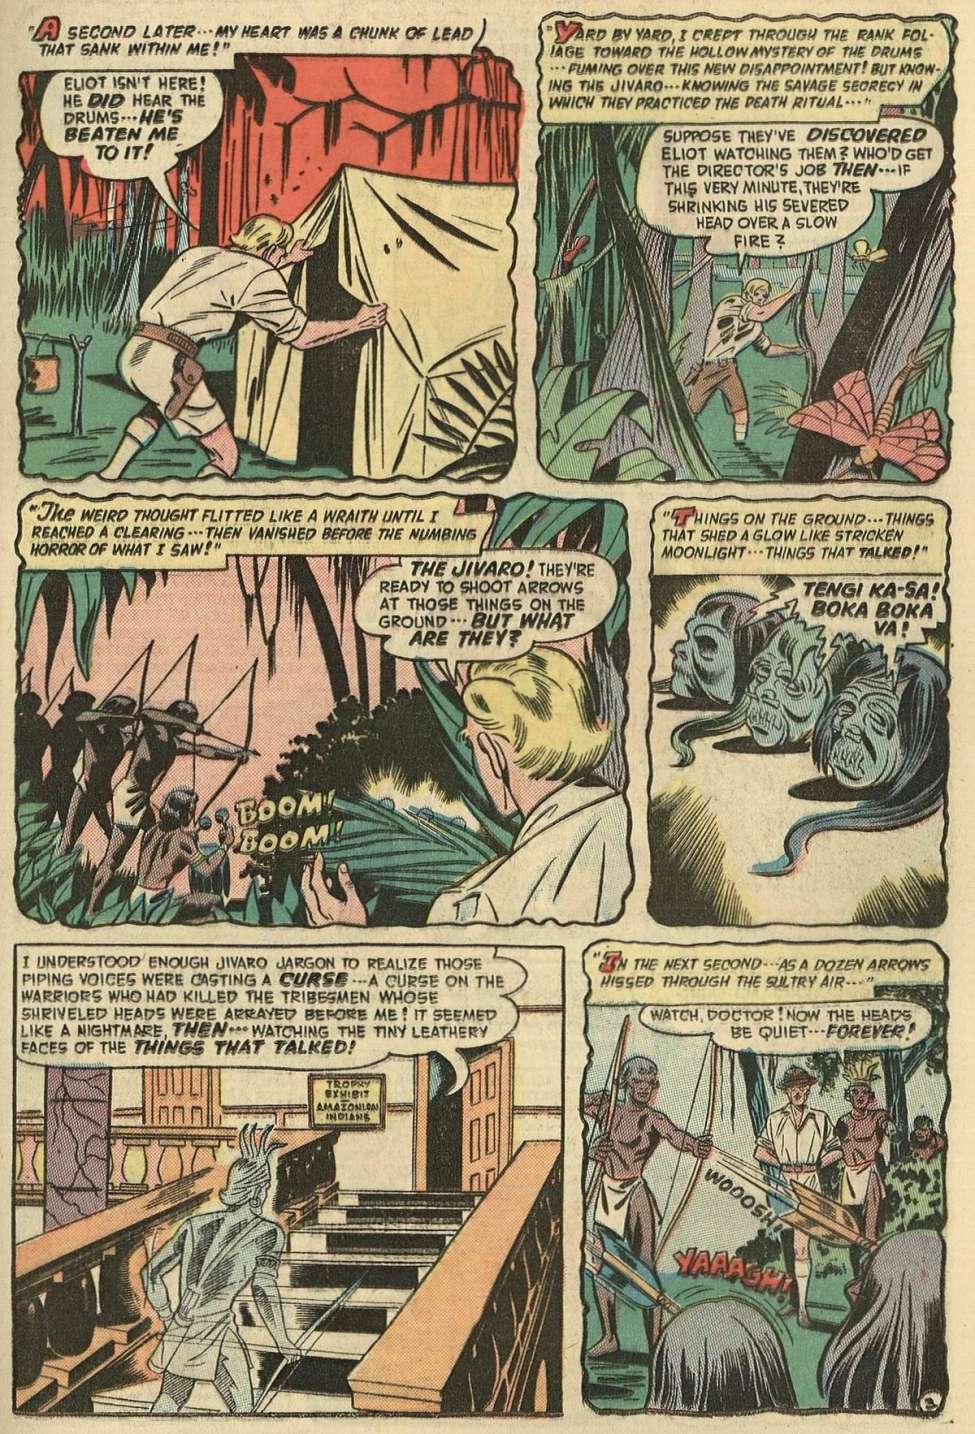 "A SECOND LATER---MY HEART WAS A CHUNK OF LEAD
THAT SANK WITHIN ME!"
ELIOT ISN'T HERE!
HE DID HEAR THE
DRUMS---HE'S
BEATEN ME
TO IT!
"YARD BY YARD, I CREPT THROUGH THE RANK FOL-
IAGE TOWARD THE HOLLOW MYSTERY OF THE DRUMS
---FUMING OVER THIS NEW DISAPPOINTMENT! BUT KNOW-
ING THE JIVARO---KNOWING THE SAVAGE SECRECY IN
WHICH THEY PRACTICED THE DEATH RITUAL---"
SUPPOSE THEY'VE DISCOVERED
ELIOT WATCHING THEM? WHO'D GET
THE DIRECTOR'S JOB THEN---IF
THIS VERY MINUTE, THEY'RE
SHRINKING HIS SEVERED
HEAD OVER A SLOW
FIRE?
"THE WEIRD THOUGHT FLITTED LIKE A WRAITH UNTIL I
REACHED A CLEARING---THEN VANISHED BEFORE THE NUMBING
HORROR OF WHAT I SAW!"
THE JIVARO! THEY'RE
READY TO SHOOT ARROWS
AT THOSE THINGS ON THE
GROUND---BUT WHAT
ARE THEY?
BOOM!
BOOM!
"THINGS ON THE GROUND---THINGS
THAT SHED A GLOW LIKE STRICKEN
MOONLIGHT---THINGS THAT TALKED!"
TENGI KA-SA!
BOKA BOKA
VA!
I UNDERSTOOD ENOUGH JIVARO JARGON TO REALIZE THOSE
PIPING VOICES WERE CASTING A CURSE---A CURSE ON THE
WARRIORS WHO HAD KILLED THE TRIBESMEN WHOSE
SHRIVELED HEADS WERE ARRAYED BEFORE ME! IT SEEMED
LIKE A NIGHTMARE, THEN---WATCHING THE TINY LEATHERY
FACES OF THE THINGS THAT TALKED!
TROPHY
EXHIBIT
—
AMAZONIAN
INDIANS
"IN THE NEXT SECOND---AS A DOZEN ARROWS
HISSED THROUGH THE SULTRY AIR---"
WATCH, DOCTOR! NOW THE HEADS
BE QUIET---FOREVER!
WOOOSH!
YAAAGH!